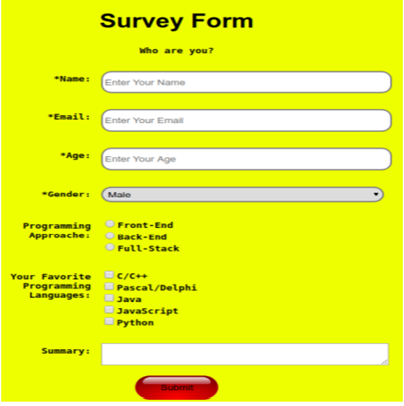 Survey Form
Who are you?
*Name: Enter Your Name
*Email: Enter Your Email
*Age: Enter Your Age
*Gender: Male
Programming Approache:
Front-End
Back-End
Full-Stack
Your Favorite Programming Languages:
C/C++
Pascal/Delphi
Java
JavaScript
Python
Summary:
Submit